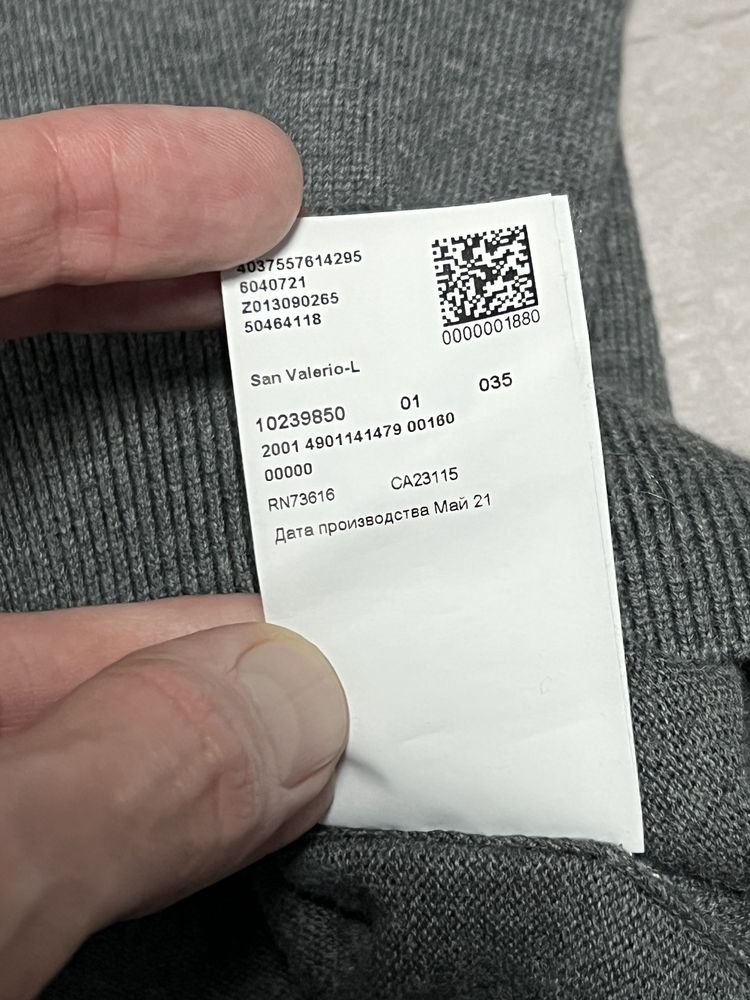 4037557614295
6040721
Z013090265
50464118
0000001880
San Valerio-L
10239850 01 035
2001 4901141479 00160
00000
RN73616 CA23115
Дата производства Май 21